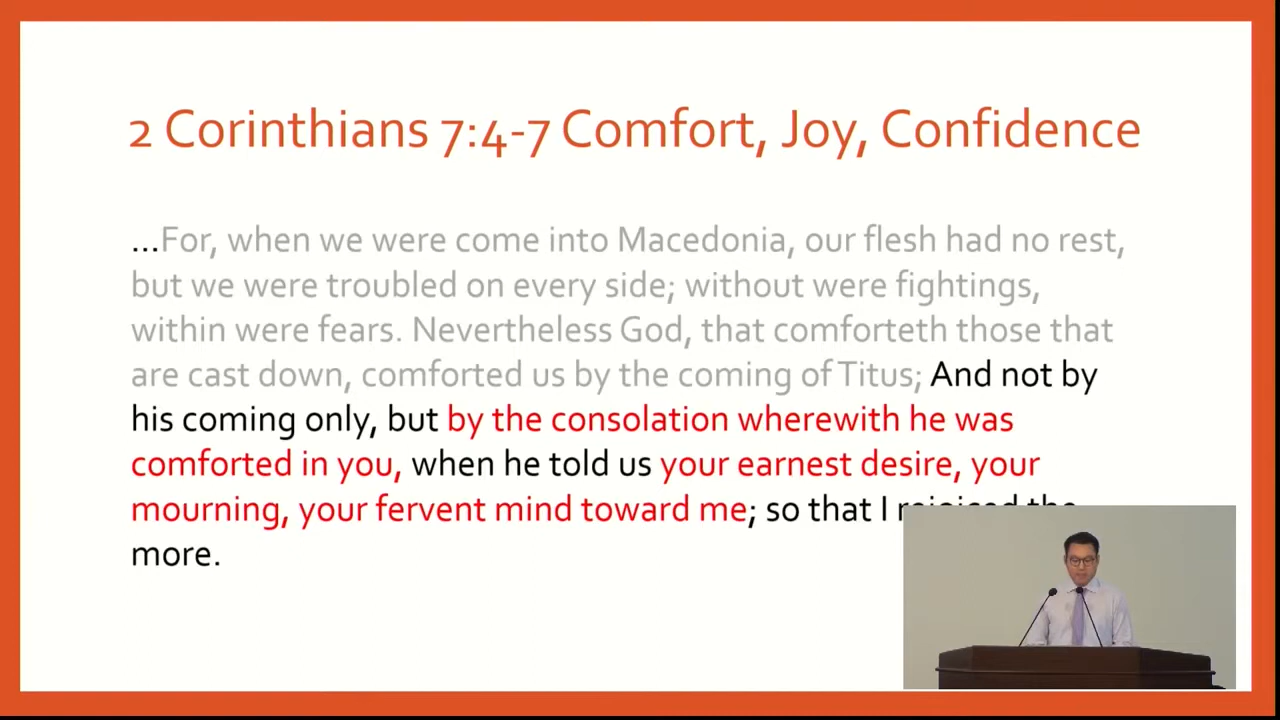 2 Corinthians 7:4-7 Comfort, Joy, Confidence
...For, when we were come into Macedonia, our flesh had no rest,
but we were troubled on every side; without were fightings,
within were fears. Nevertheless God, that comforteth those that
are cast down, comforted us by the coming of Titus; And not by
his coming only, but by the consolation wherewith he was
comforted in you, when he told us your earnest desire, your
mourning, your fervent mind toward me; so that I rejoiced the
more.